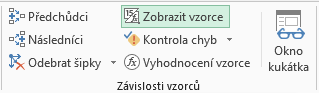 Předchůdci
Zobrazit vzorce
Následníci
Kontrola chyb
Odebrat šipky
Vyhodnocení vzorce
Okno
kukátka
Závislosti vzorců